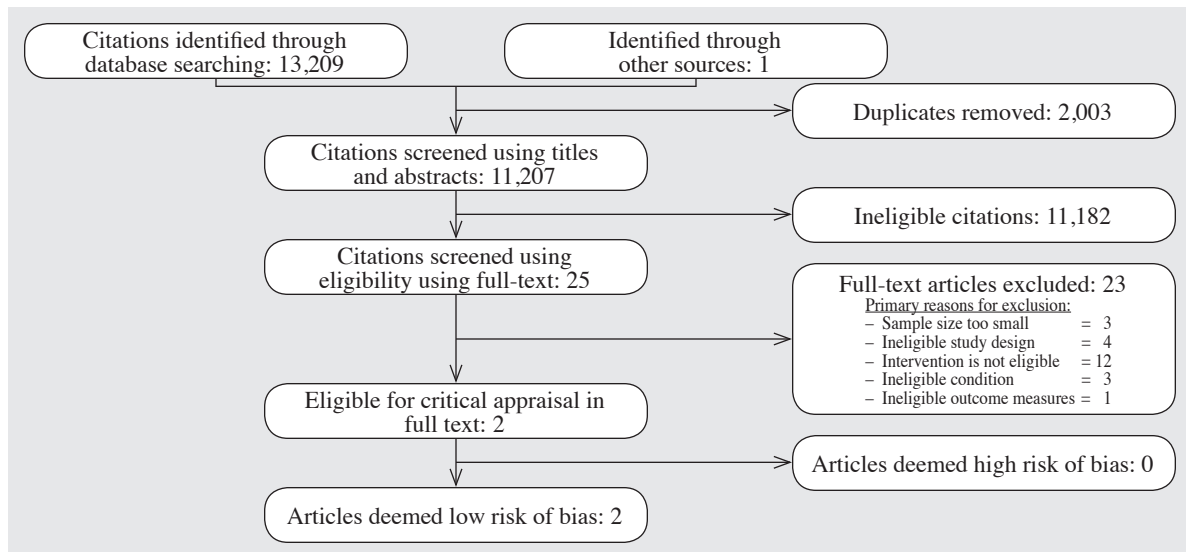 Citations identified through
database searching: 13,209
Identified through
other sources: 1
Duplicates removed: 2,003
Citations screened using titles
and abstracts: 11,207
Ineligible citations: 11,182
Citations screened using
eligibility using full-text: 25
Full-text articles excluded: 23
Primary reasons for exclusion:
– Sample size too small = 3
– Ineligible study design = 4
– Intervention is not eligible = 12
– Ineligible condition = 3
– Ineligible outcome measures = 1
Eligible for critical appraisal in
full text: 2
Articles deemed high risk of bias: 0
Articles deemed low risk of bias: 2